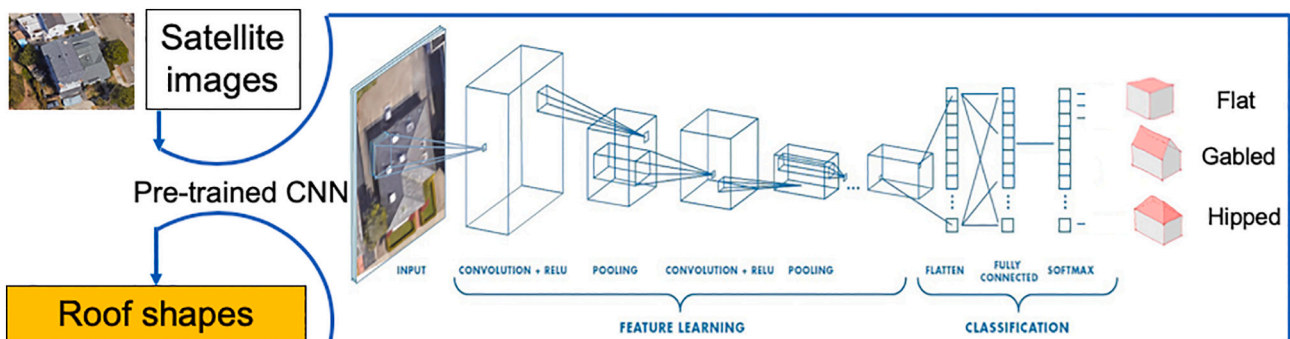 Satellite
images
Pre-trained CNN
Roof shapes
INPUT
CONVOLUTION + RELU
POOLING
CONVOLUTION + RELU
POOLING
...
FLATTEN
FULLY
CONNECTED
SOFTMAX
FEATURE LEARNING
CLASSIFICATION
Flat
Gabled
Hipped